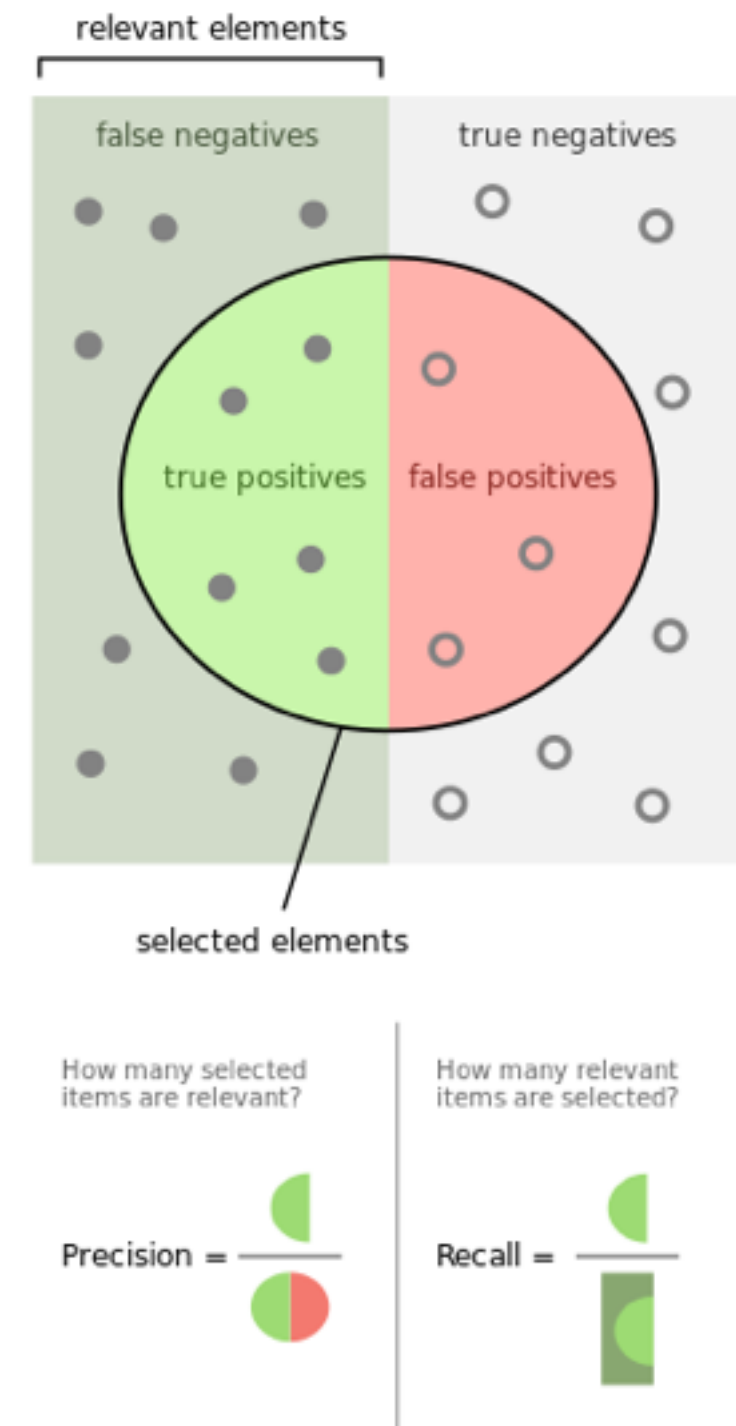 relevant elements
false negatives
true negatives
true positives
false positives
selected elements
How many selected
items are relevant?
Precision =
How many relevant
items are selected?
Recall =